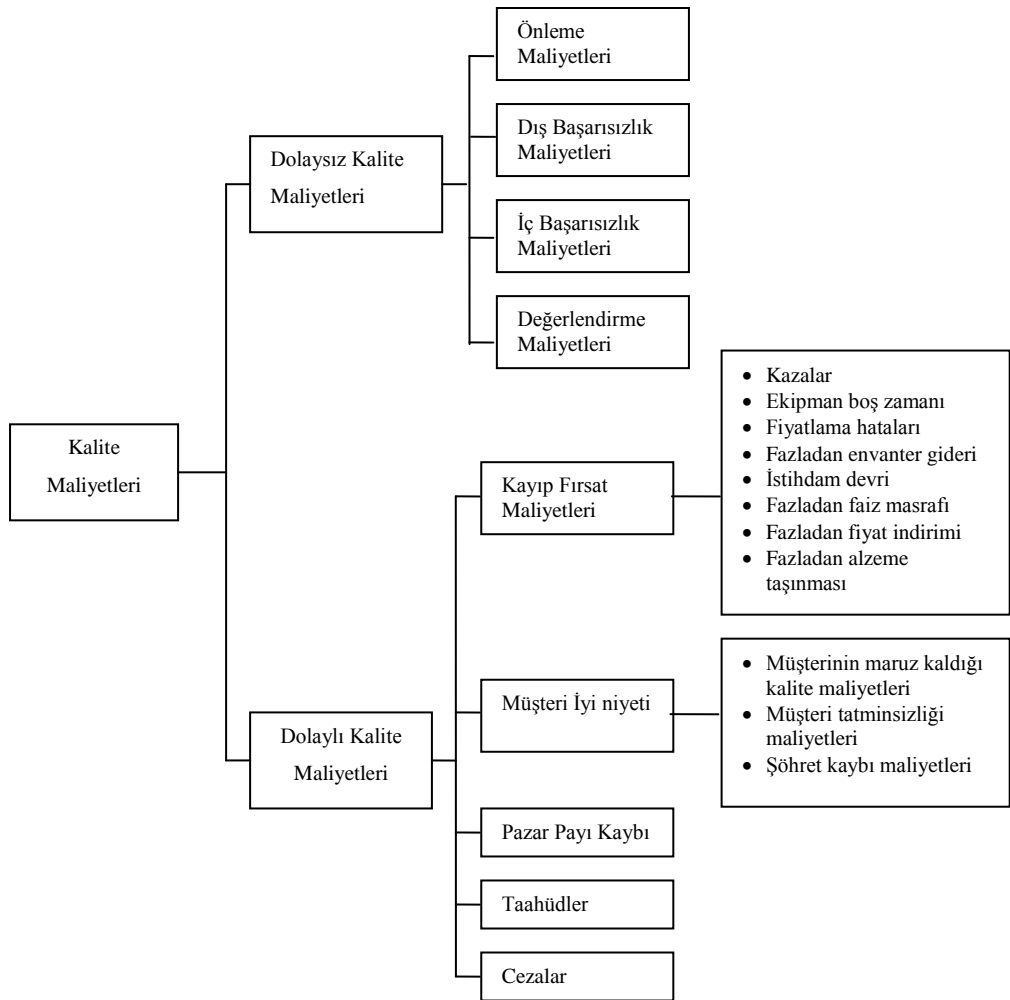 Önleme
Maliyetleri
Dış Başarısızlık
Maliyetleri
Dolaysız Kalite
Maliyetleri
İç Başarısızlık
Maliyetleri
Değerlendirme
Maliyetleri
Kalite
Maliyetleri
Kayıp Fırsat
Maliyetleri
• Kazalar
• Ekipman boş zamanı
• Fiyatlama hataları
• Fazladan envanter gideri
• İstihdam devri
• Fazladan faiz masrafı
• Fazladan fiyat indirimi
• Fazladan alzeme
taşınması
Müşteri İyi niyeti
• Müşterinin maruz kaldığı
kalite maliyetleri
• Müşteri tatminsizliği
maliyetleri
• Şöhret kaybı maliyetleri
Dolaylı Kalite
Maliyetleri
Pazar Payı Kaybı
Taahüdler
Cezalar